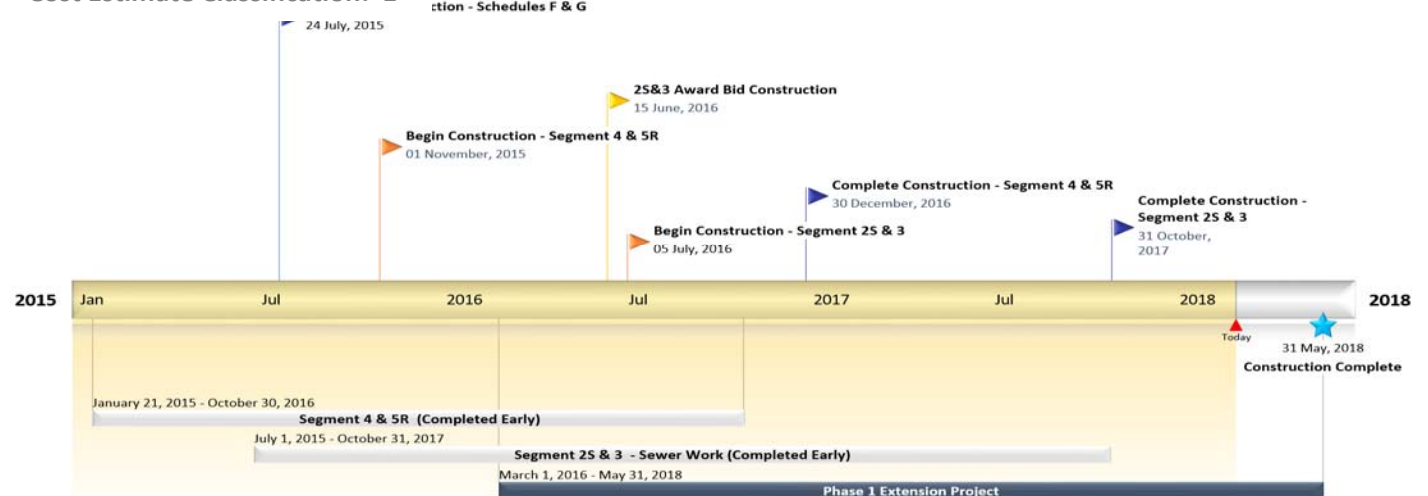 ction - Schedules F & G
24 July, 2015
2S&3 Award Bid Construction
15 June, 2016
Begin Construction - Segment 4 & 5R
01 November, 2015
Complete Construction - Segment 4 & 5R
30 December, 2016
Complete Construction -
Segment 2S & 3
31 October,
2017
Begin Construction - Segment 2S & 3
05 July, 2016
2015 Jan Jul 2016 Jul 2017 Jul 2018 2018
Today
31 May, 2018
Construction Complete
January 21, 2015 - October 30, 2016
Segment 4 & 5R (Completed Early)
July 1, 2015 - October 31, 2017
Segment 2S & 3 - Sewer Work (Completed Early)
March 1, 2016 - May 31, 2018
Phase 1 Extension Project